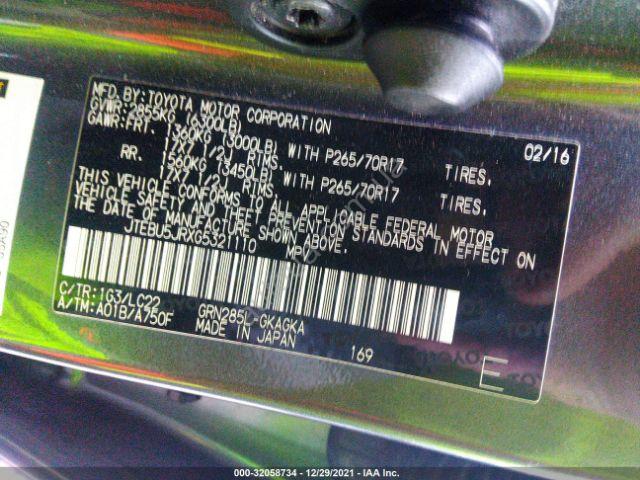 MFD. BY: TOYOTA MOTOR CORPORATION 02/16
GVWR: 2855KG (6300LB)
GAWR: FRT. 1360KG (3000LB) WITH P265/70R17 TIRES.
17X7 1/2J RIMS.
RR. 1560KG (3450LB) WITH P265/70R17 TIRES.
17X7 1/2J RIMS.
THIS VEHICLE CONFORMS TO ALL APPLICABLE FEDERAL MOTOR
VEHICLE SAFETY AND THEFT PREVENTION STANDARDS IN EFFECT ON
THE DATE OF MANUFACTURE SHOWN ABOVE.
JTEBU5JRXG5321110 MPV
C/TR: 1G3/LC22 GRN285L-GKAGKA
A/TM: A01B/A750F MADE IN JAPAN 169 E
000-32058734 - 12/29/2021 - IAA Inc.